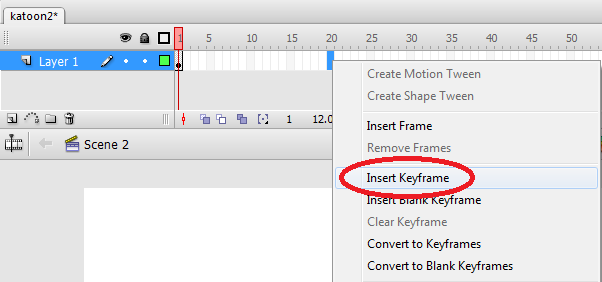 katoon2*
1 5 10 15 20 25 30 35 40 45 50
Layer 1
Create Motion Tween
Create Shape Tween
Insert Frame
Remove Frames
1 12.0
Scene 2
Insert Keyframe
Insert Blank Keyframe
Clear Keyframe
Convert to Keyframes
Convert to Blank Keyframes